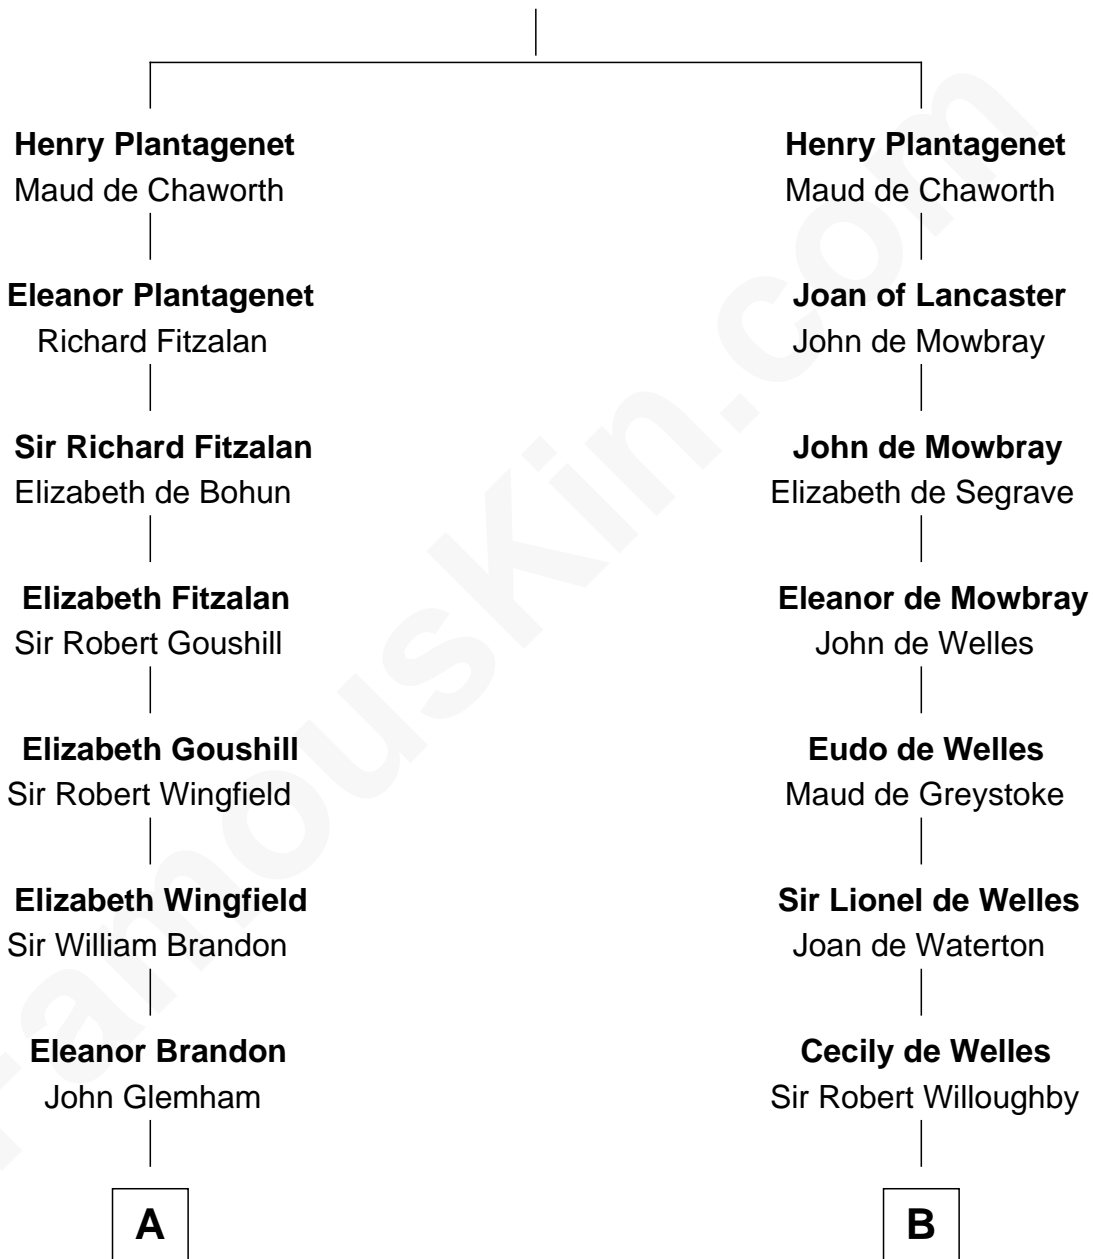 Henry Plantagenet
Maud de Chaworth
Eleanor Plantagenet
Richard Fitzalan
Sir Richard Fitzalan
Elizabeth de Bohun
Elizabeth Fitzalan
Sir Robert Goushill
Elizabeth Goushill
Sir Robert Wingfield
Elizabeth Wingfield
Sir William Brandon
Eleanor Brandon
John Glemham
A
Henry Plantagenet
Maud de Chaworth
Joan of Lancaster
John de Mowbray
John de Mowbray
Elizabeth de Segrave
Eleanor de Mowbray
John de Welles
Eudo de Welles
Maud de Greystoke
Sir Lionel de Welles
Joan de Waterton
Cecily de Welles
Sir Robert Willoughby
B
FamousKin.com